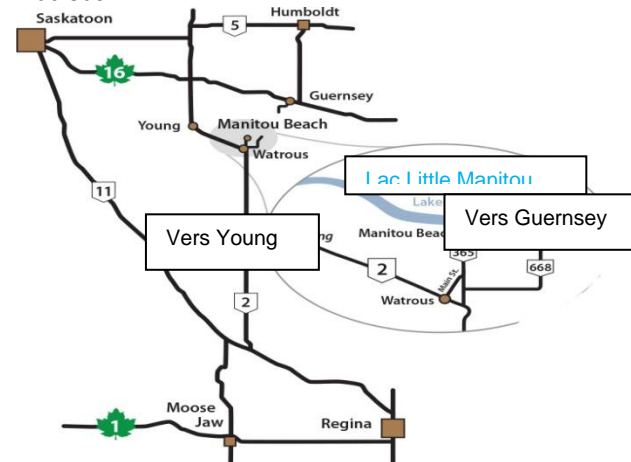 Saskatoon
Humboldt
5
16
Guernsey
Young
Manitou Beach
Watrous
11
Lac Little Manitou
Lake
Vers Guernsey
Vers Young
Manitou Beac
365
2
668
Main St.
Watrous
2
Moose
Jaw
Regina
1